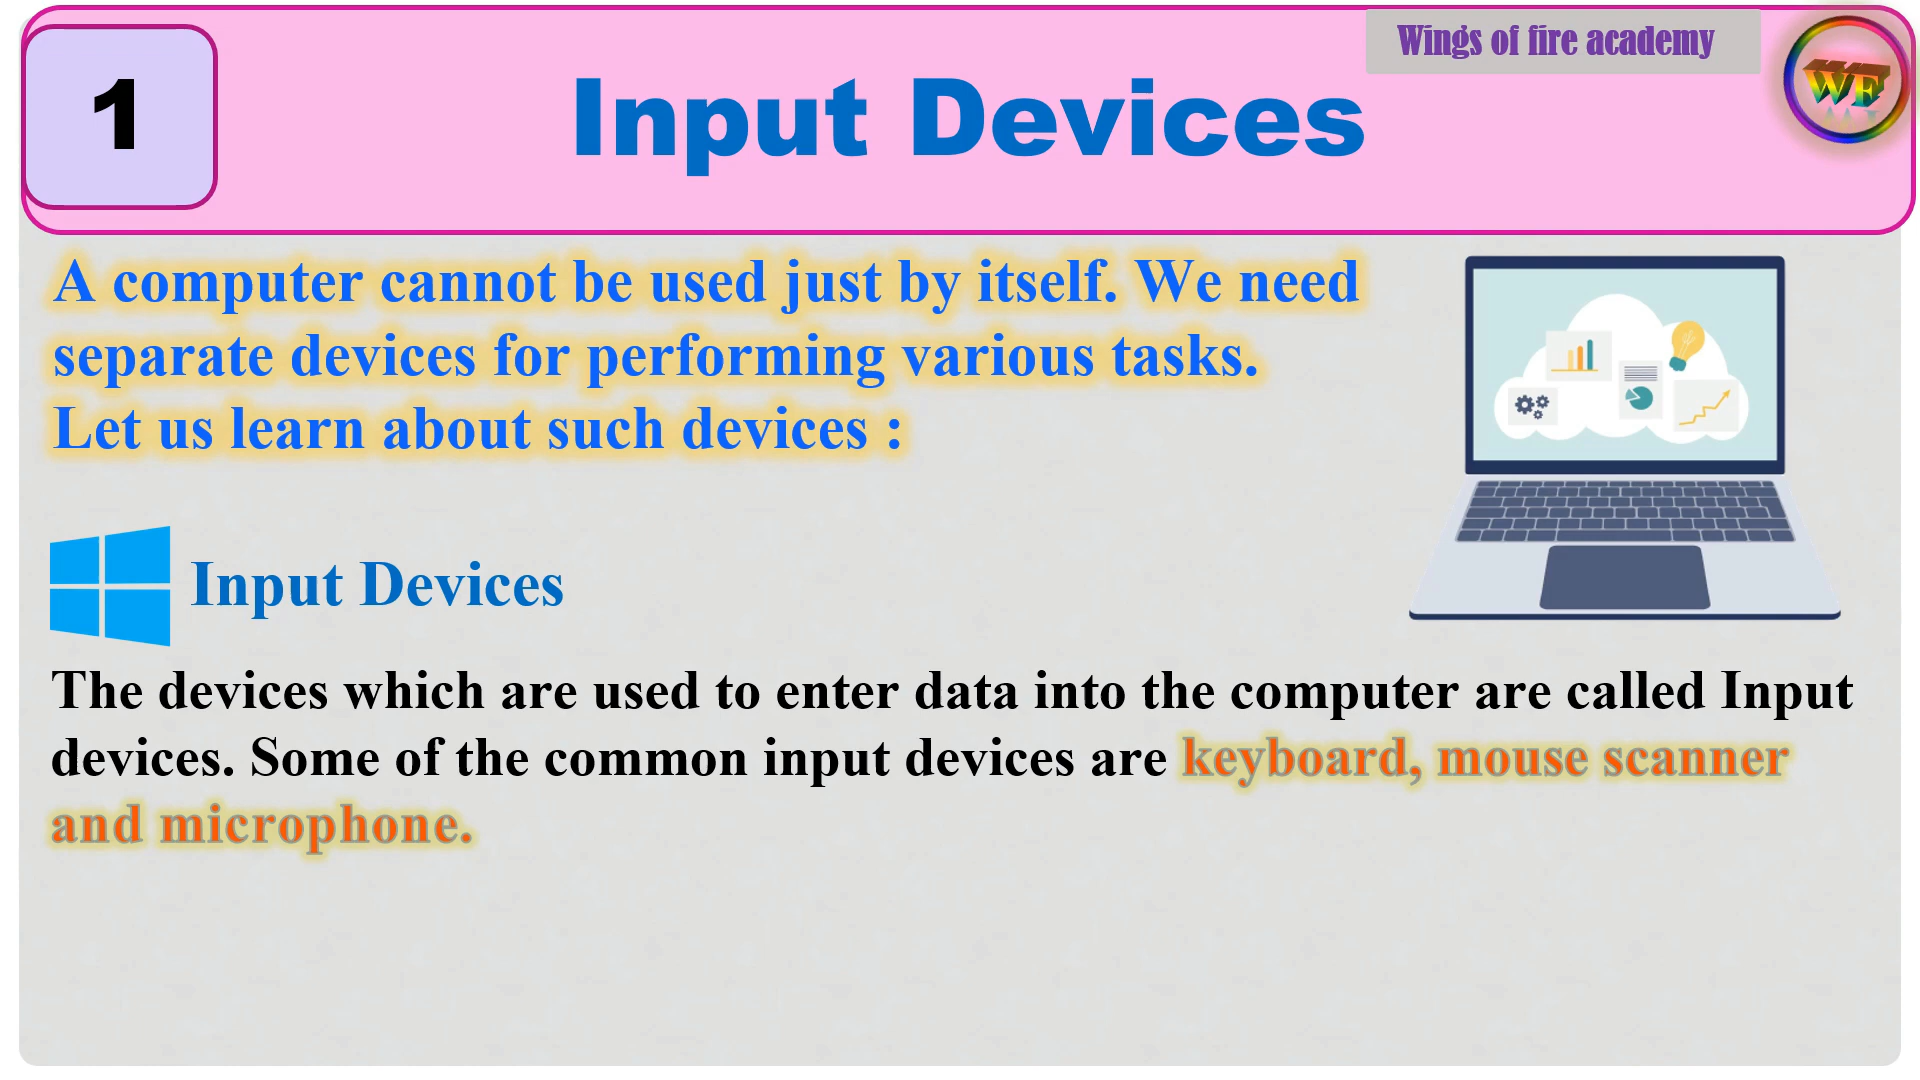 Wings of fire academy
WF
1
Input Devices
A computer cannot be used just by itself. We need
separate devices for performing various tasks.
Let us learn about such devices :
Input Devices
The devices which are used to enter data into the computer are called Input
devices. Some of the common input devices are keyboard, mouse scanner
and microphone.